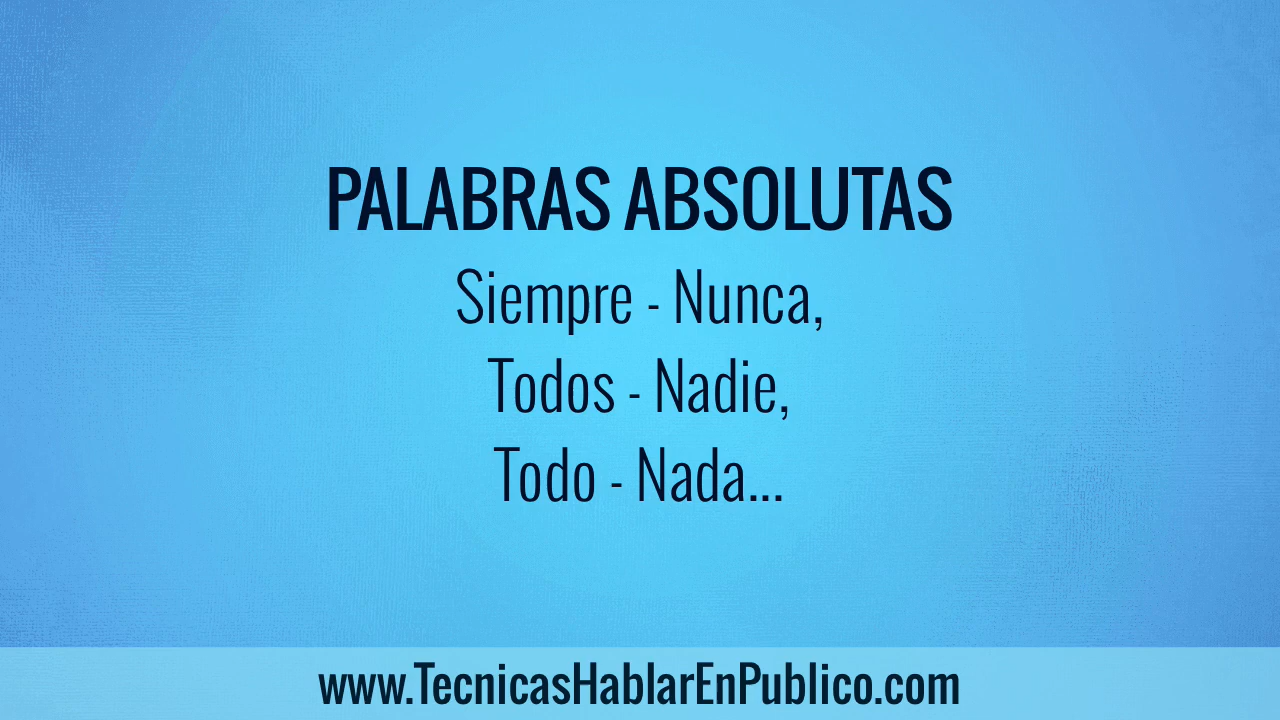 PALABRAS ABSOLUTAS
Siempre - Nunca,
Todos - Nadie,
Todo - Nada...
www.TecnicasHablarEnPublico.com